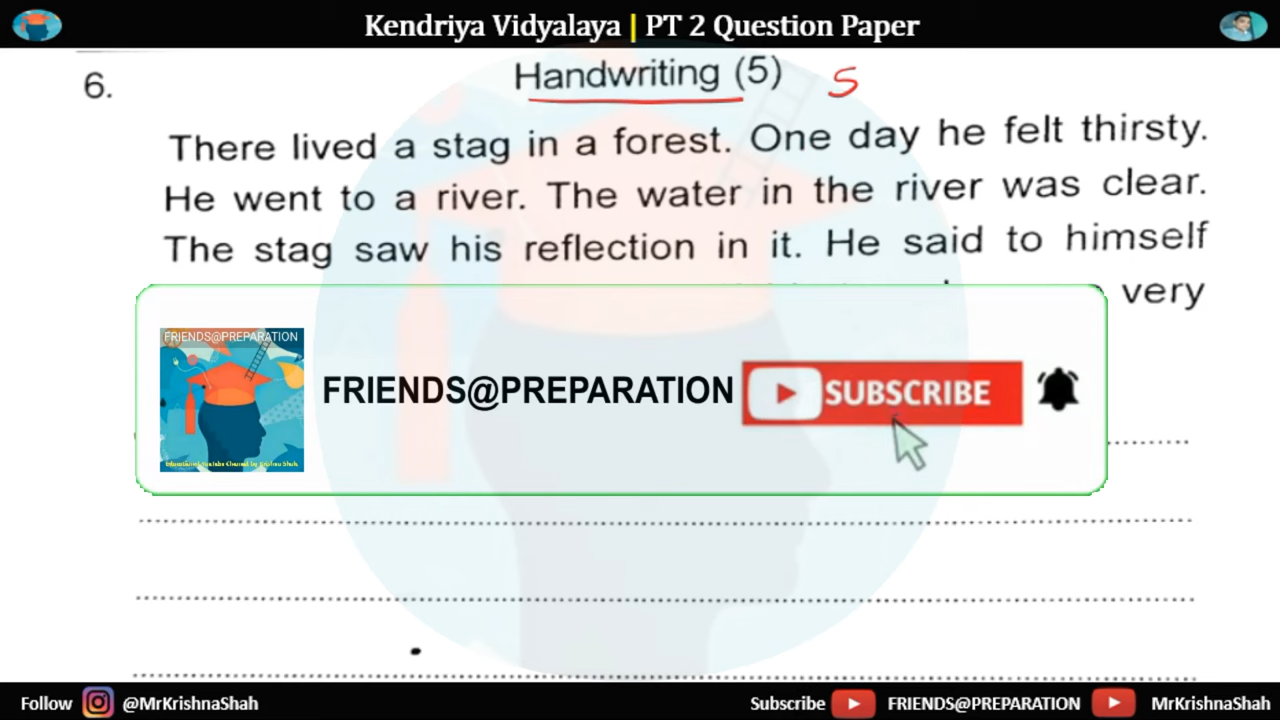 Kendriya Vidyalaya | PT 2 Question Paper
6.
Handwriting (5) 5
There lived a stag in a forest. One day he felt thirsty.
He went to a river. The water in the river was clear.
The stag saw his reflection in it. He said to himself
very
FRIENDS@PREPARATION
FRIENDS@PREPARATION
SUBSCRIBE
Follow @MrKrishnaShah
Subscribe FRIENDS@PREPARATION MrKrishnaShah